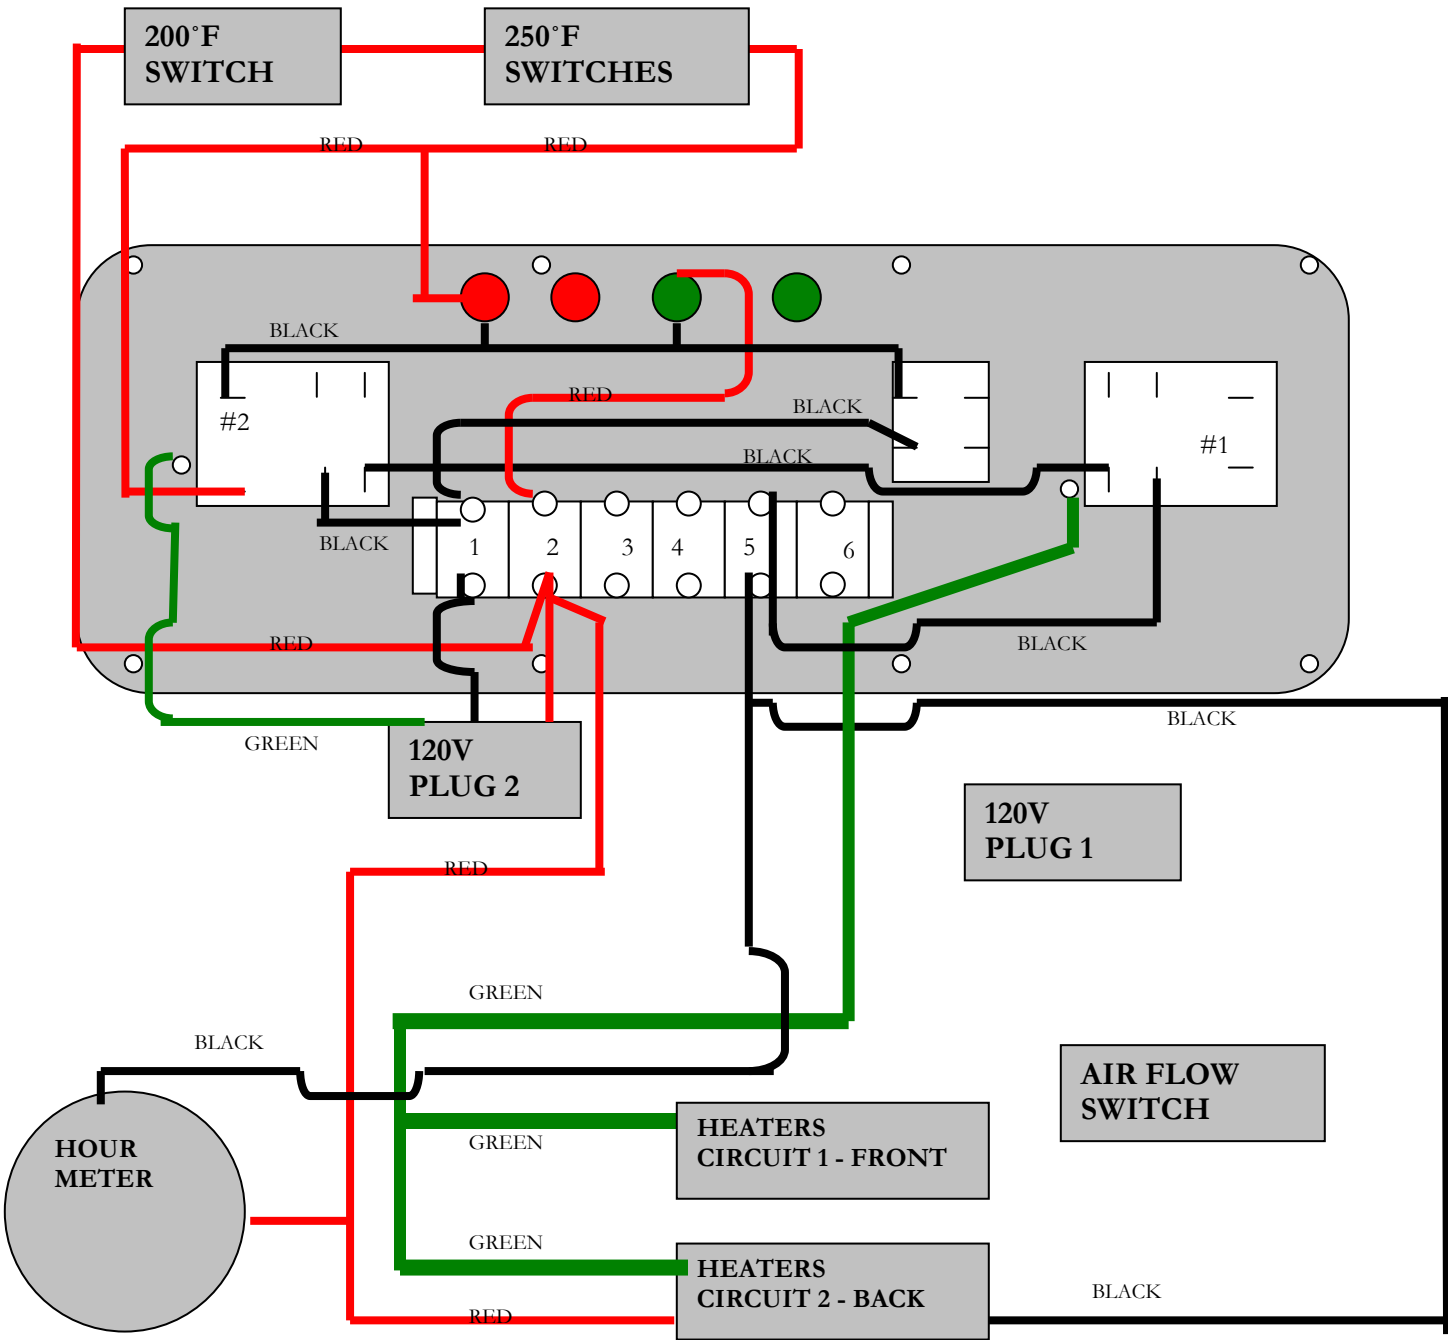 200˚F
SWITCH
250˚F
SWITCHES
RED
RED
BLACK
RED
BLACK
#2
#1
BLACK
BLACK
1
2
3
4
5
6
RED
BLACK
GREEN
120V
PLUG 2
BLACK
120V
PLUG 1
RED
GREEN
BLACK
AIR FLOW
SWITCH
HOUR
METER
GREEN
HEATERS
CIRCUIT 1 - FRONT
GREEN
HEATERS
CIRCUIT 2 - BACK
BLACK
RED